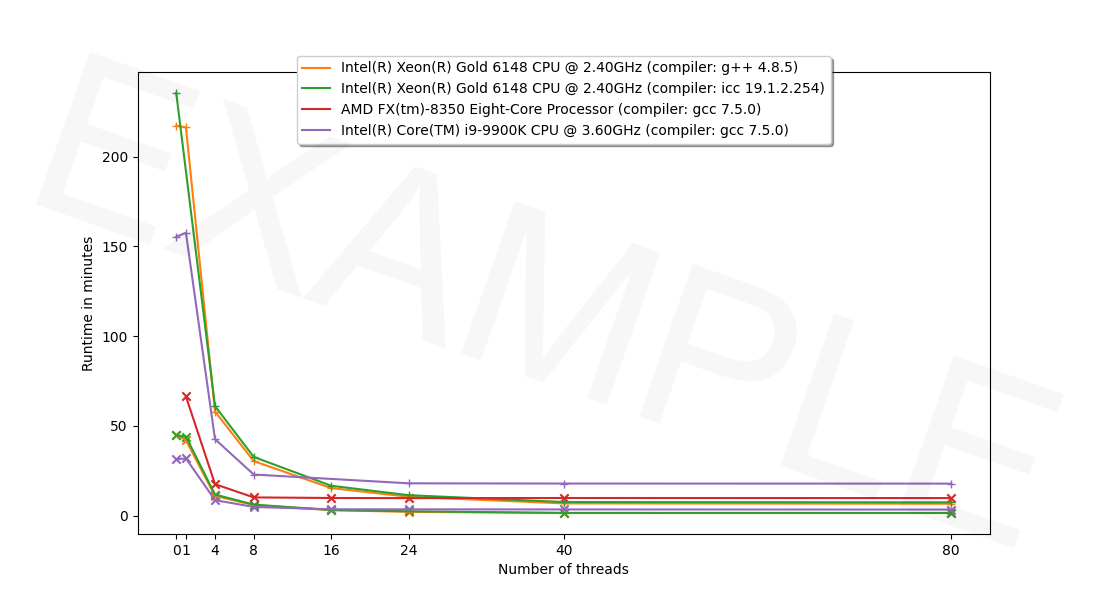 Intel(R) Xeon(R) Gold 6148 CPU @ 2.40GHz (compiler: g++ 4.8.5)
Intel(R) Xeon(R) Gold 6148 CPU @ 2.40GHz (compiler: icc 19.1.2.254)
AMD FX(tm)-8350 Eight-Core Processor (compiler: gcc 7.5.0)
Intel(R) Core(TM) i9-9900K CPU @ 3.60GHz (compiler: gcc 7.5.0)
EXAMPLE
Runtime in minutes
200
150
100
50
0
0 1 4 8 16 24 40 80
Number of threads